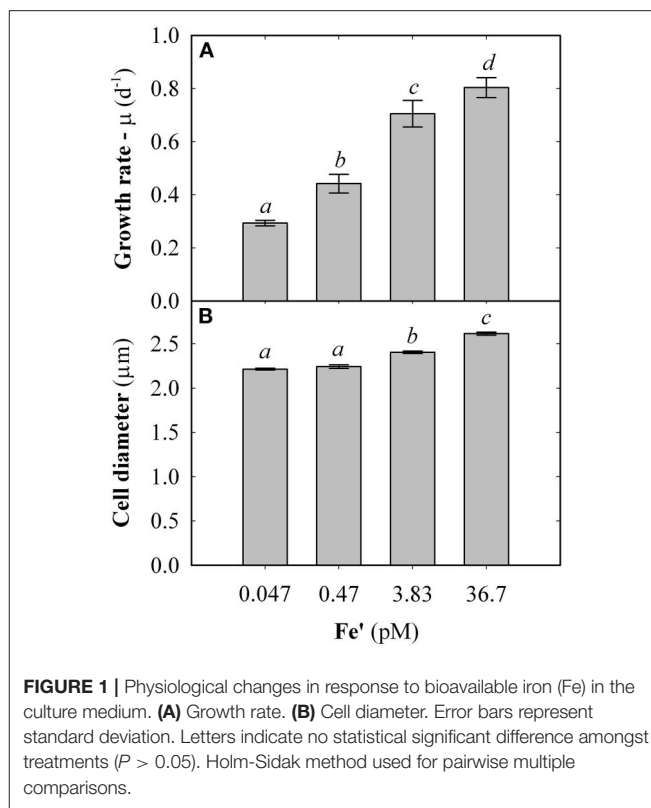 A
1.0
0.8
0.6
0.4
0.2
0.0
Growth rate - μ (d⁻¹)
a
b
c
d
B
2.5
2.0
1.5
1.0
0.5
0.0
Cell diameter (μm)
a
a
b
c
0.047 0.47 3.83 36.7
Fe' (pM)
FIGURE 1 | Physiological changes in response to bioavailable iron (Fe) in the
culture medium. (A) Growth rate. (B) Cell diameter. Error bars represent
standard deviation. Letters indicate no statistical significant difference amongst
treatments (P > 0.05). Holm-Sidak method used for pairwise multiple
comparisons.